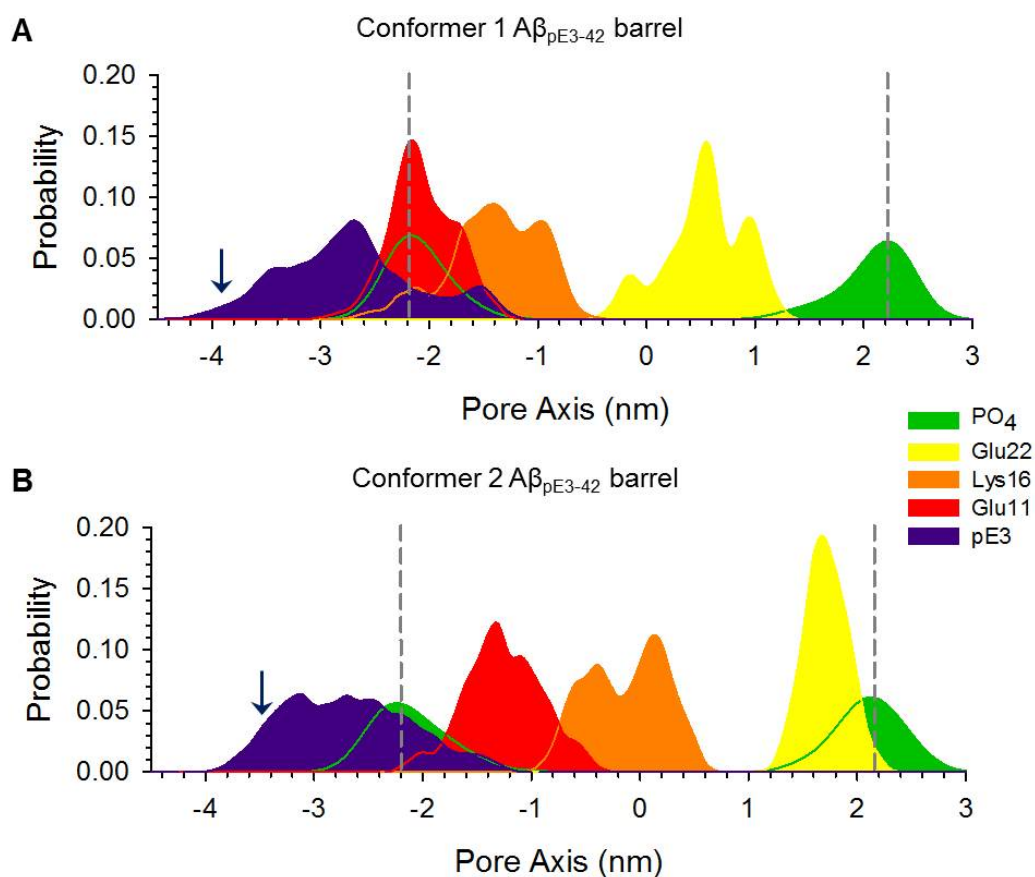 A
Conformer 1 AβpE3-42 barrel
0.20
0.15
0.10
0.05
0.00
Probability
-4 -3 -2 -1 0 1 2 3
Pore Axis (nm)
PO4
Glu22
Lys16
Glu11
pE3
B
Conformer 2 AβpE3-42 barrel
0.20
0.15
0.10
0.05
0.00
Probability
-4 -3 -2 -1 0 1 2 3
Pore Axis (nm)